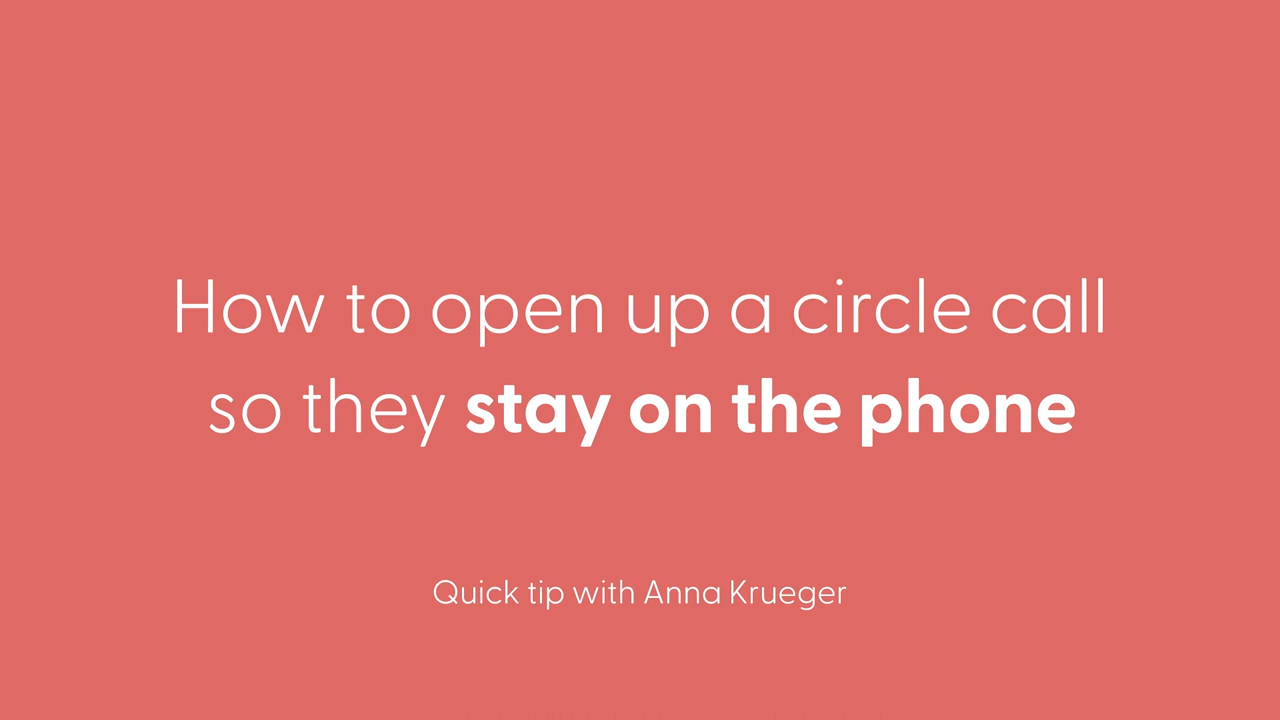 How to open up a circle call
so they stay on the phone
Quick tip with Anna Krueger